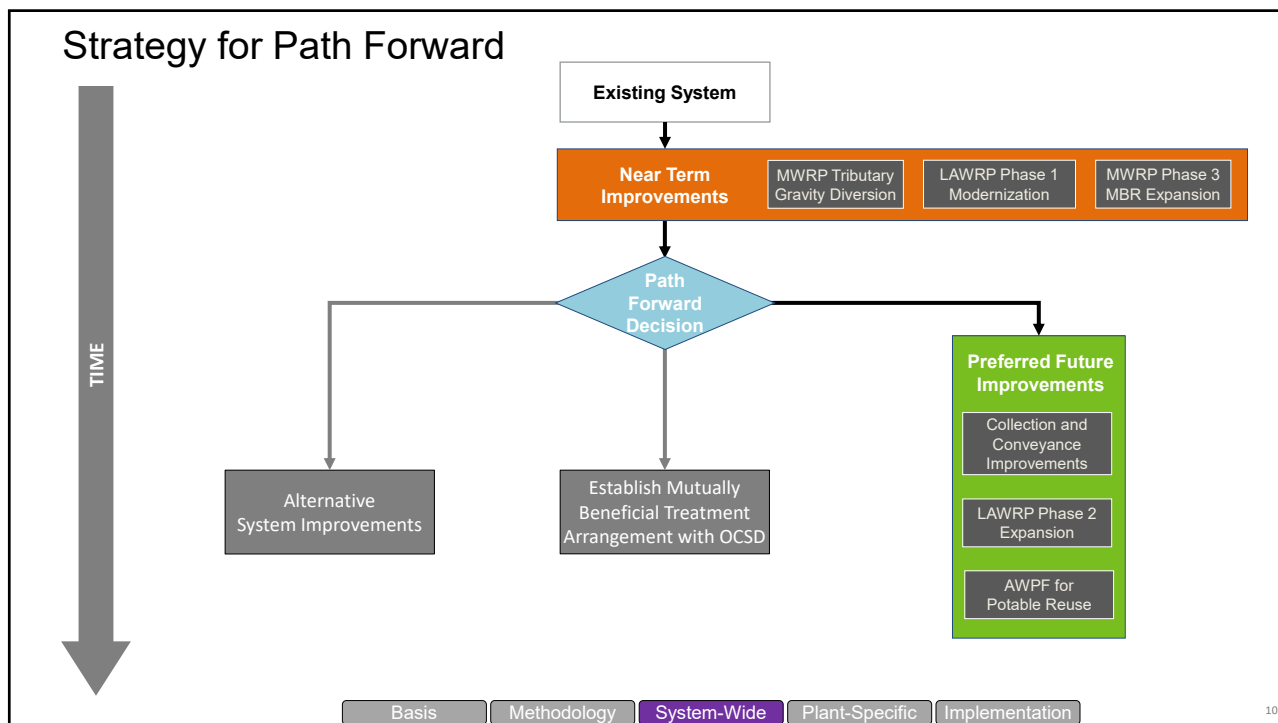 Strategy for Path Forward
TIME
Existing System
Near Term
Improvements
MWRP Tributary
Gravity Diversion
LAWRP Phase 1
Modernization
MWRP Phase 3
MBR Expansion
Path
Forward
Decision
Alternative
System Improvements
Establish Mutually
Beneficial Treatment
Arrangement with OCSD
Preferred Future
Improvements
Collection and
Conveyance
Improvements
LAWRP Phase 2
Expansion
AWPF for
Potable Reuse
Basis
Methodology
System-Wide
Plant-Specific
Implementation
10